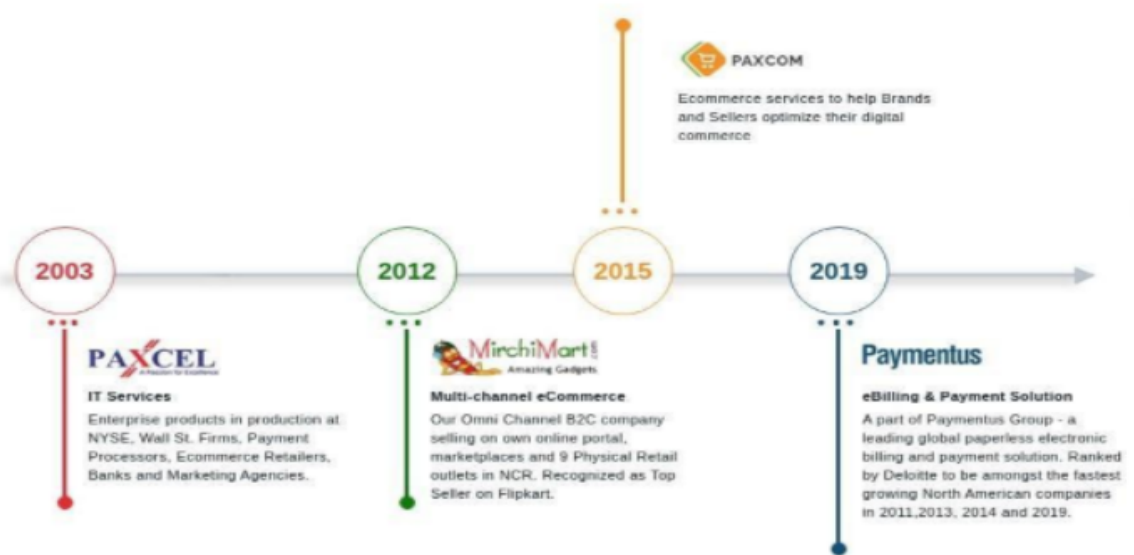 PAXCOM
Ecommerce services to help Brands
and Sellers optimize their digital
commerce
2003
2012
2015
2019
PAXCEL
A Passion for Excellence
IT Services
Enterprise products in production at
NYSE, Wall St. Firms, Payment
Processors, Ecommerce Retailers,
Banks and Marketing Agencies.
MirchiMart.com
Amazing Gadgets
Multi-channel eCommerce
Our Omni Channel B2C company
selling on own online portal,
marketplaces and 9 Physical Retail
outlets in NCR. Recognized as Top
Seller on Flipkart.
Paymentus
eBilling & Payment Solution
A part of Paymentus Group - a
leading global paperless electronic
billing and payment solution. Ranked
by Deloitte to be amongst the fastest
growing North American companies
in 2011,2013, 2014 and 2019.